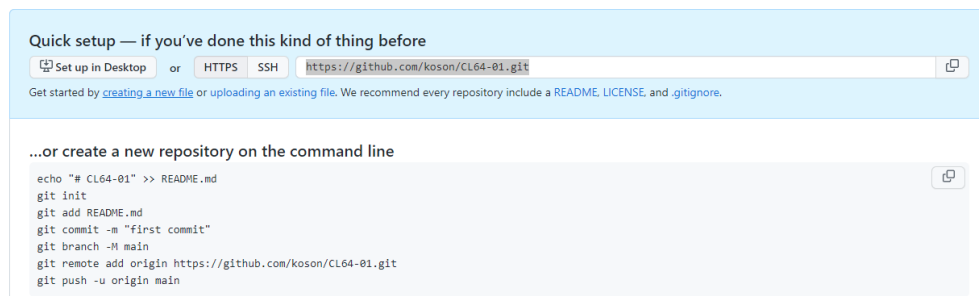 Quick setup — if you've done this kind of thing before
Set up in Desktop or HTTPS SSH https://github.com/koson/CL64-01.git
Get started by creating a new file or uploading an existing file. We recommend every repository include a README, LICENSE, and .gitignore.
...or create a new repository on the command line
echo "# CL64-01" >> README.md
git init
git add README.md
git commit -m "first commit"
git branch -M main
git remote add origin https://github.com/koson/CL64-01.git
git push -u origin main